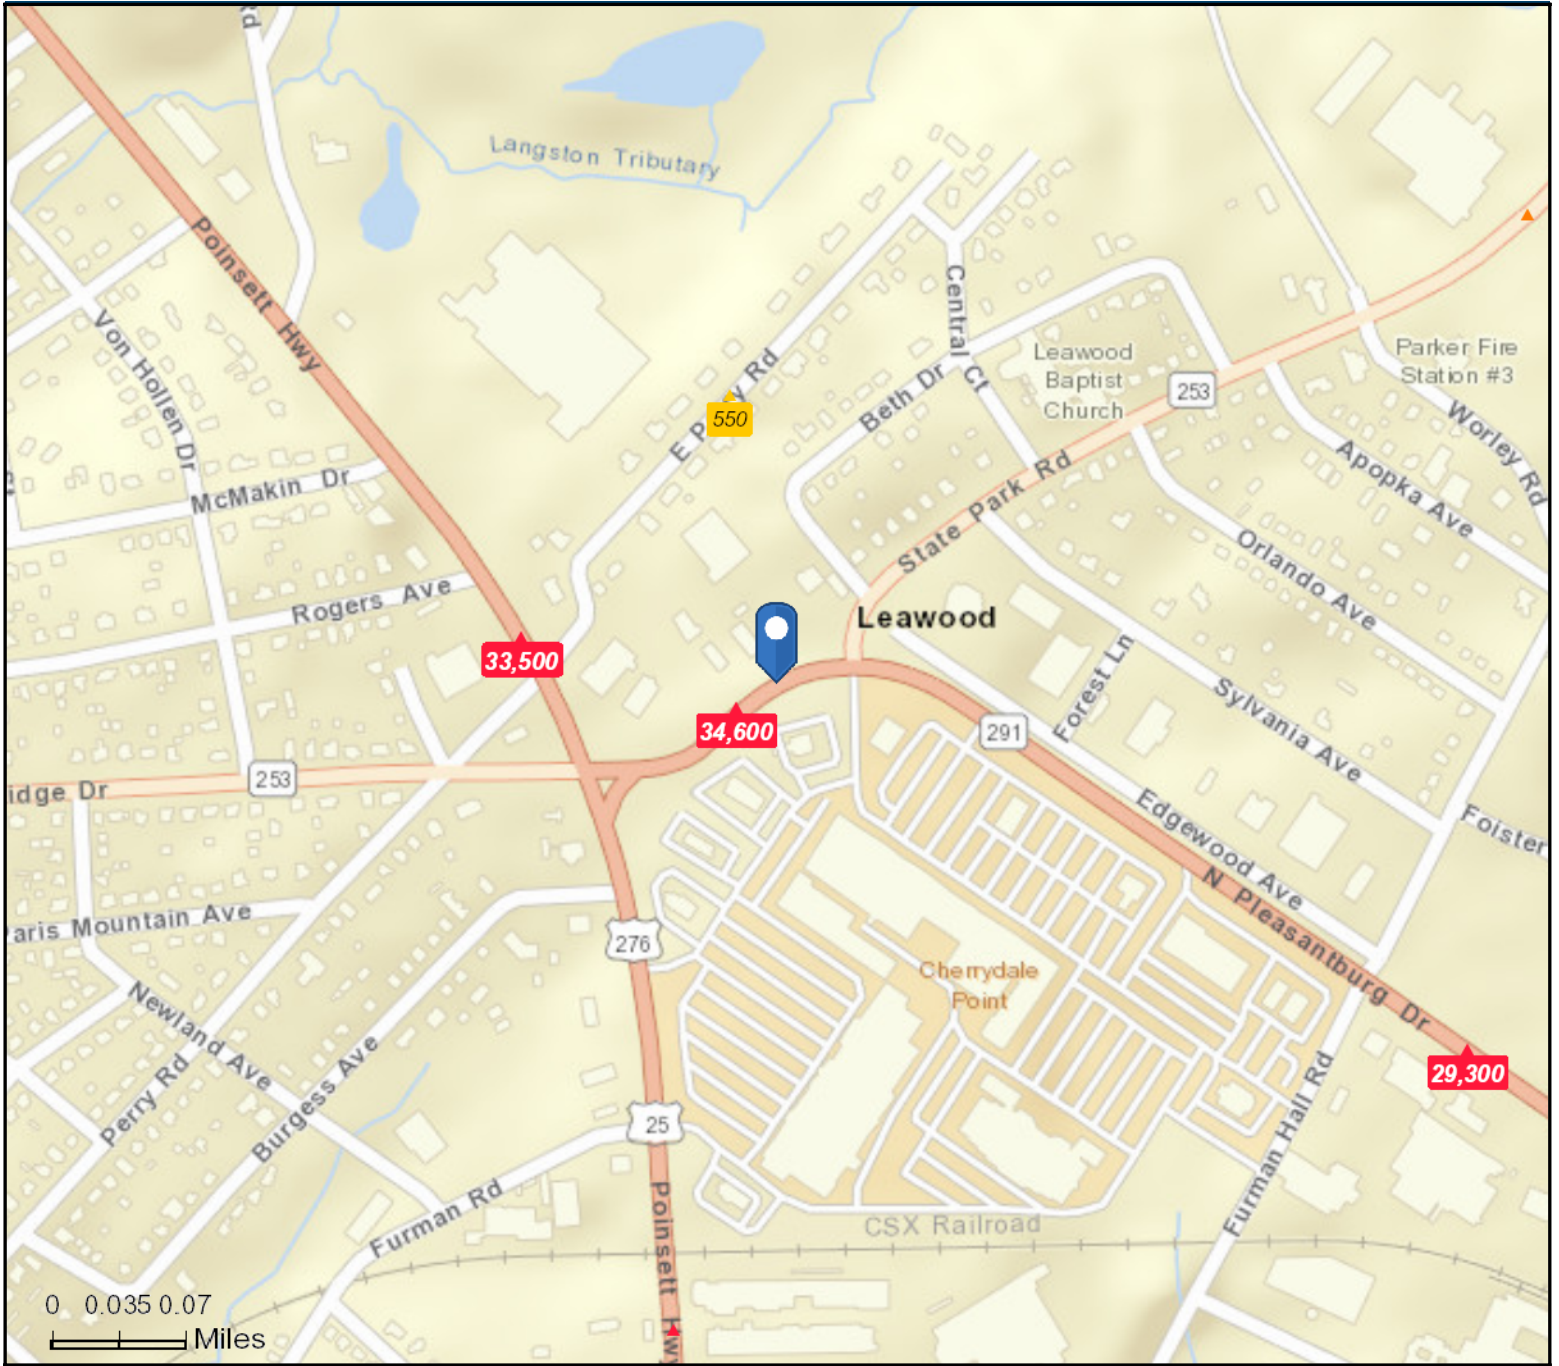 Rd
Langston Tributary
Poinsett Hwy
Central Ct
Von Hollen Dr
E P y Rd
550
Beth Dr
Leawood
Baptist
Church
253
Parker Fire
Station #3
Worley Rd
Apopka Ave
McMakin Dr
State Park Rd
Orlando Ave
Rogers Ave
Leawood
33,500
34,600
291
Forest Ln
Sylvania Ave
253
idge Dr
Edgewood Ave
Foister
N Pleasantburg Dr
aris Mountain Ave
276
Cherrydale
Point
Newland Ave
Perry Rd
Burgess Ave
29,300
25
Furman Hall Rd
Furman Rd
Poinsett Hwy
CSX Railroad
0 0.035 0.07
Miles